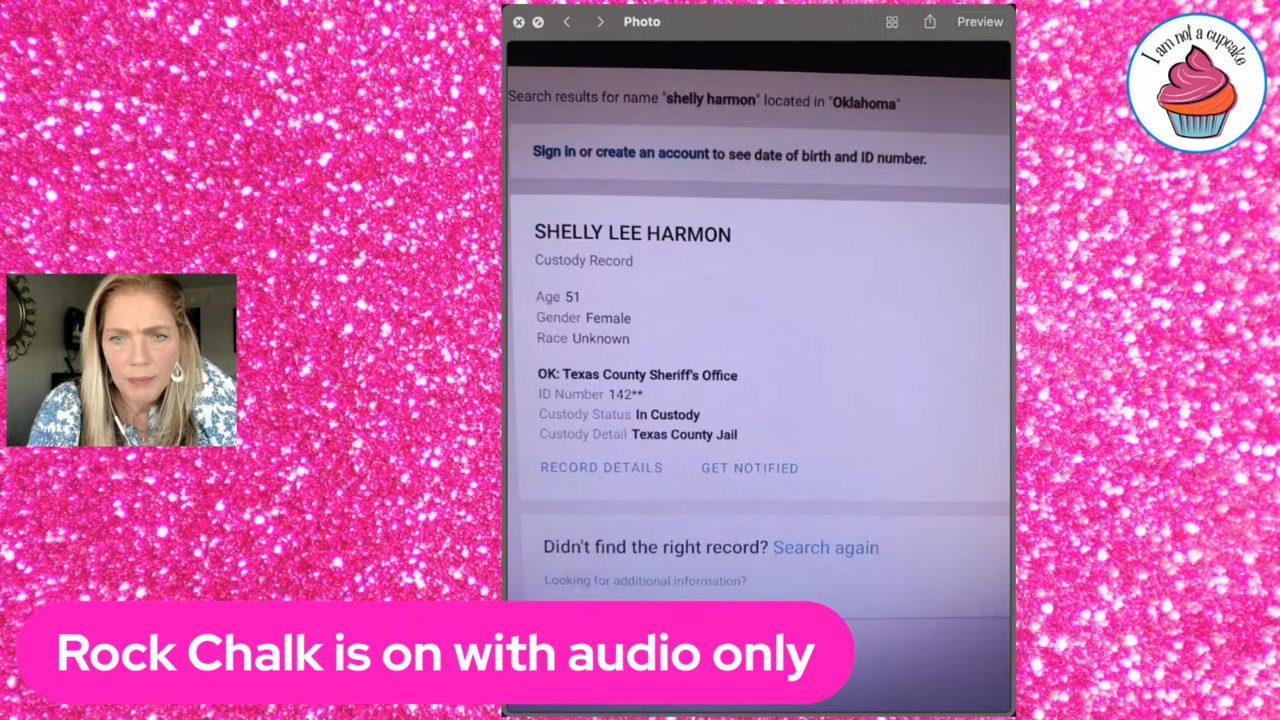 Photo
Preview
I am not a cupcake
Search results for name "shelly harmon" located in "Oklahoma"
Sign in or create an account to see date of birth and ID number.
SHELLY LEE HARMON
Custody Record
Age 51
Gender Female
Race Unknown
OK: Texas County Sheriff's Office
ID Number 142**
Custody Status In Custody
Custody Detail Texas County Jail
RECORD DETAILS GET NOTIFIED
Didn't find the right record? Search again
Looking for additional information?
Rock Chalk is on with audio only